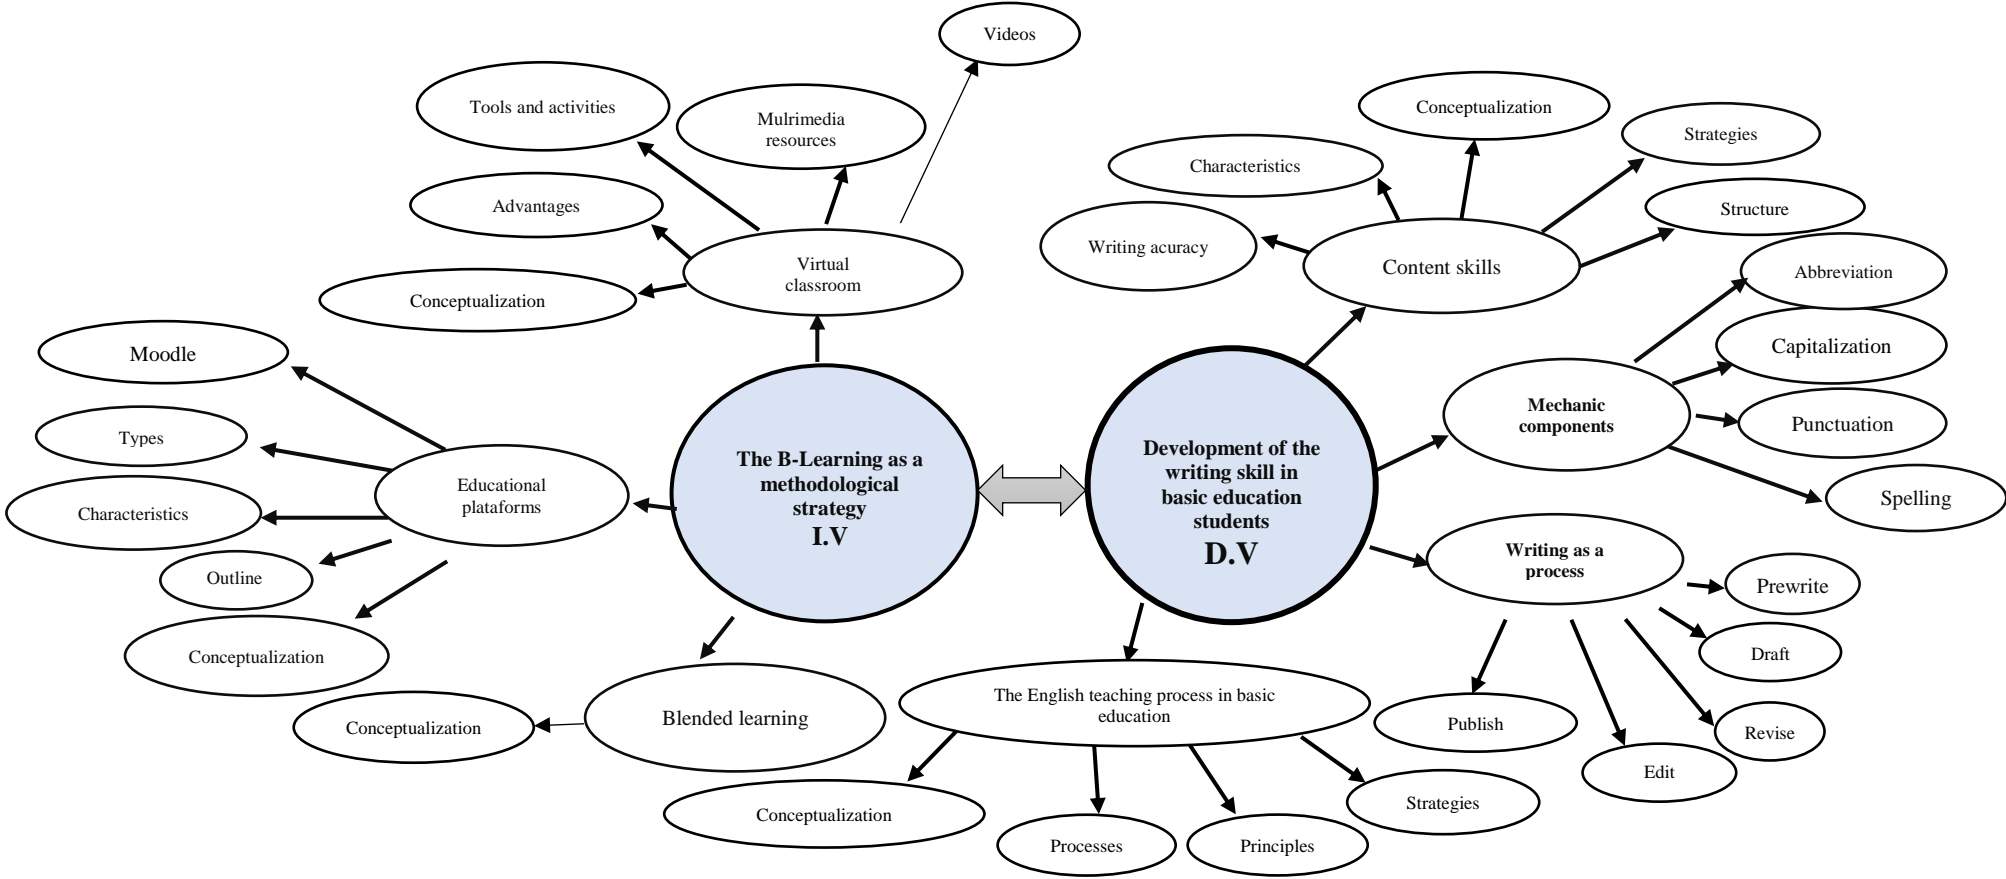 Videos
Tools and activities
Mulrimedia
resources
Advantages
Virtual
classroom
Conceptualization
Moodle
Types
Educational
plataforms
Characteristics
Outline
Conceptualization
The B-Learning as a
methodological
strategy
I.V
Blended learning
Conceptualization
Conceptualization
Strategies
Characteristics
Structure
Writing acuracy
Content skills
Abbreviation
Capitalization
Mechanic
components
Punctuation
Spelling
Development of the
writing skill in
basic education
students
D.V
Writing as a
process
Prewrite
Draft
Revise
Edit
Publish
The English teaching process in basic
education
Conceptualization
Processes
Principles
Strategies